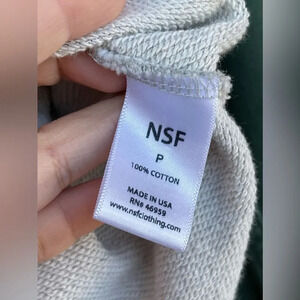 NSF
P
100% COTTON
MADE IN USA
RN# 46959
www.nsfclothing.com